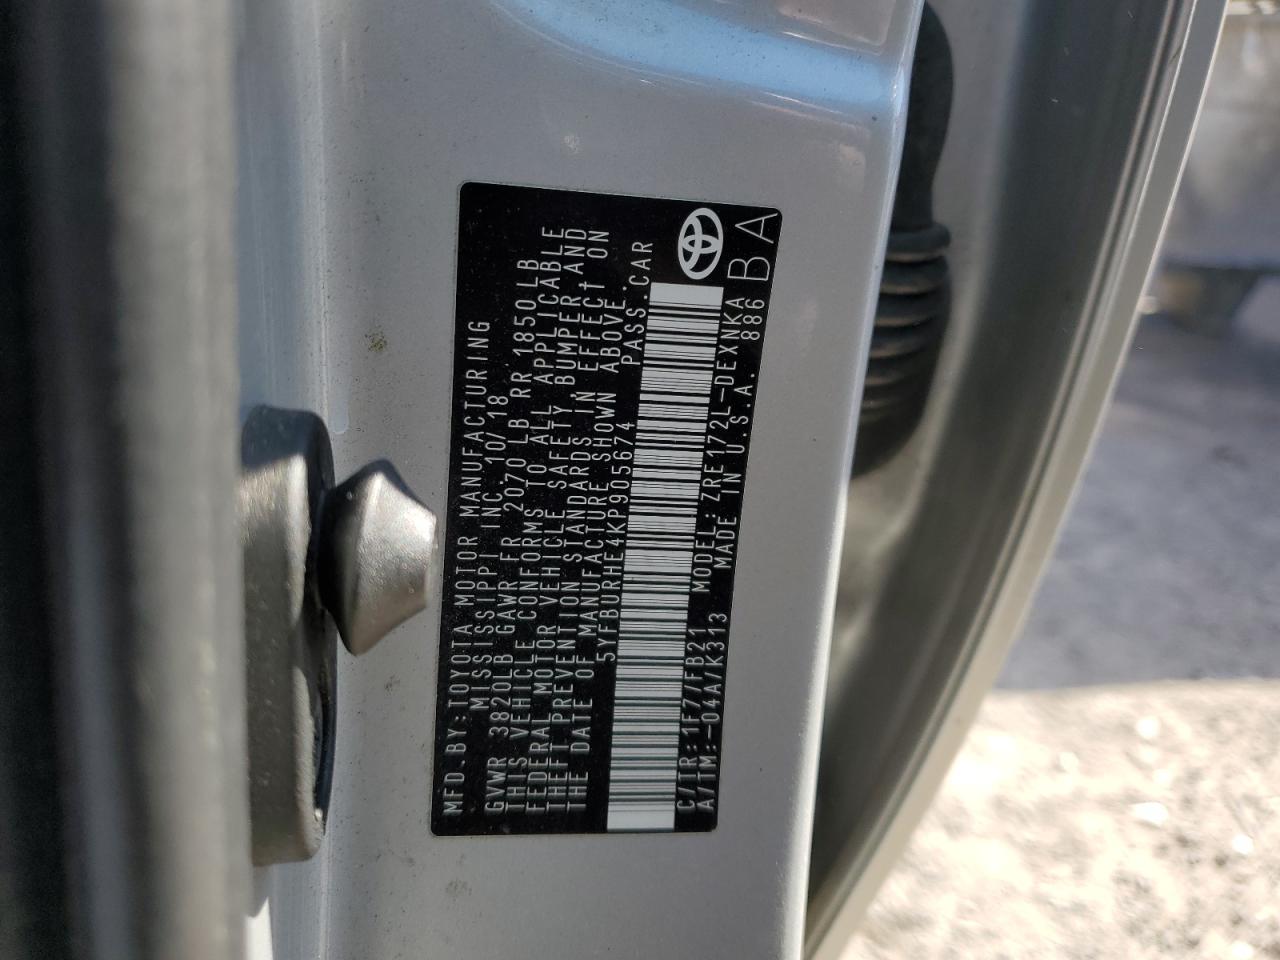 MFD.BY:TOYOTA MOTOR MANUFACTURING
MISSISSIPPI INC. 10/18
GVWR 3820LB GAWR FR 2070 LB RR 1850 LB
THIS VEHICLE CONFORMS TO ALL APPLICABLE
FEDERAL MOTOR VEHICLE SAFETY, BUMPER, AND
THEFT PREVENTION STANDARDS IN EFFECT ON
THE DATE OF MANUFACTURE SHOWN ABOVE.
5YFBURHE4KP905674 PASS.CAR
C/TR:1F7/FB21 MODEL:ZRE172L-DEXNKA
A/TM:-04A/K313 MADE IN U.S.A. 886
BA